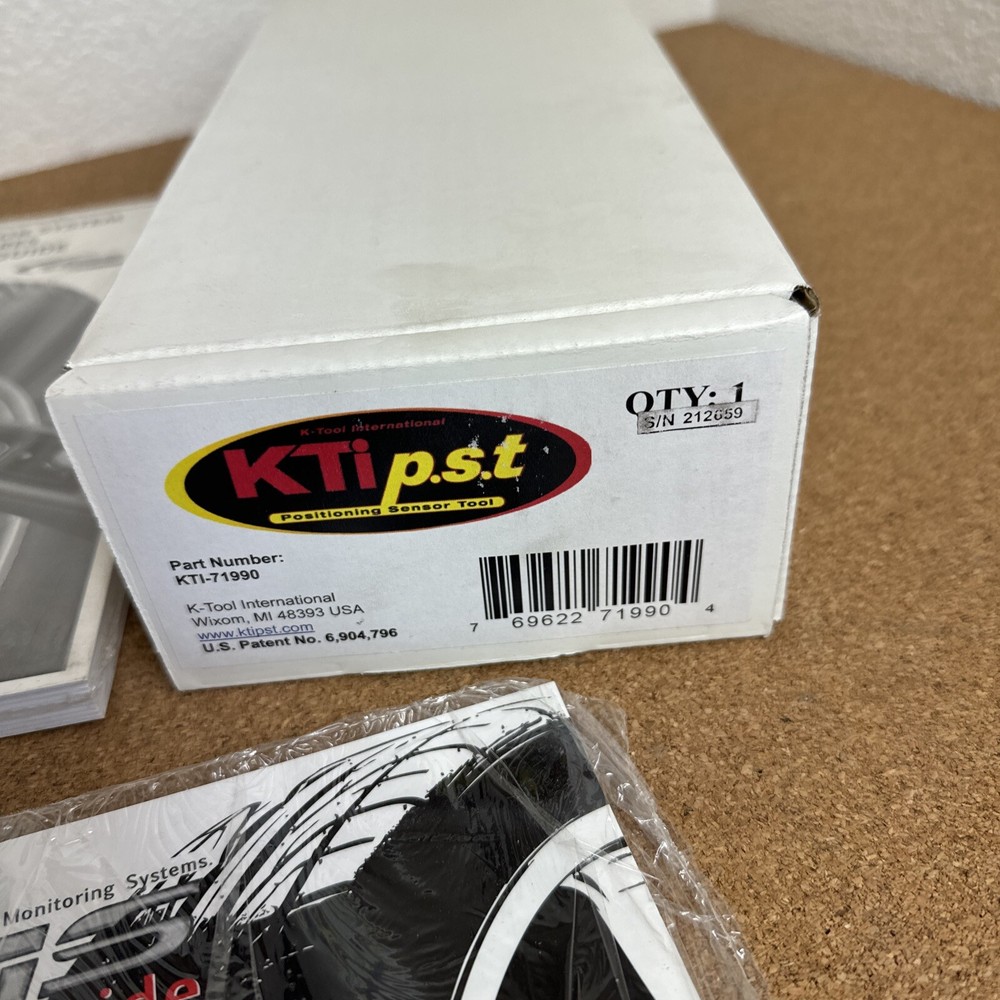 K-Tool International
KTi p.s.t
Positioning Sensor Tool
QTY: 1
S/N 212659
Part Number:
KTI-71990
K-Tool International
Wixom, MI 48393 USA
www.ktipst.com
U.S. Patent No. 6,904,796
7 69622 71990 4
SYSTEM
Monitoring Systems.